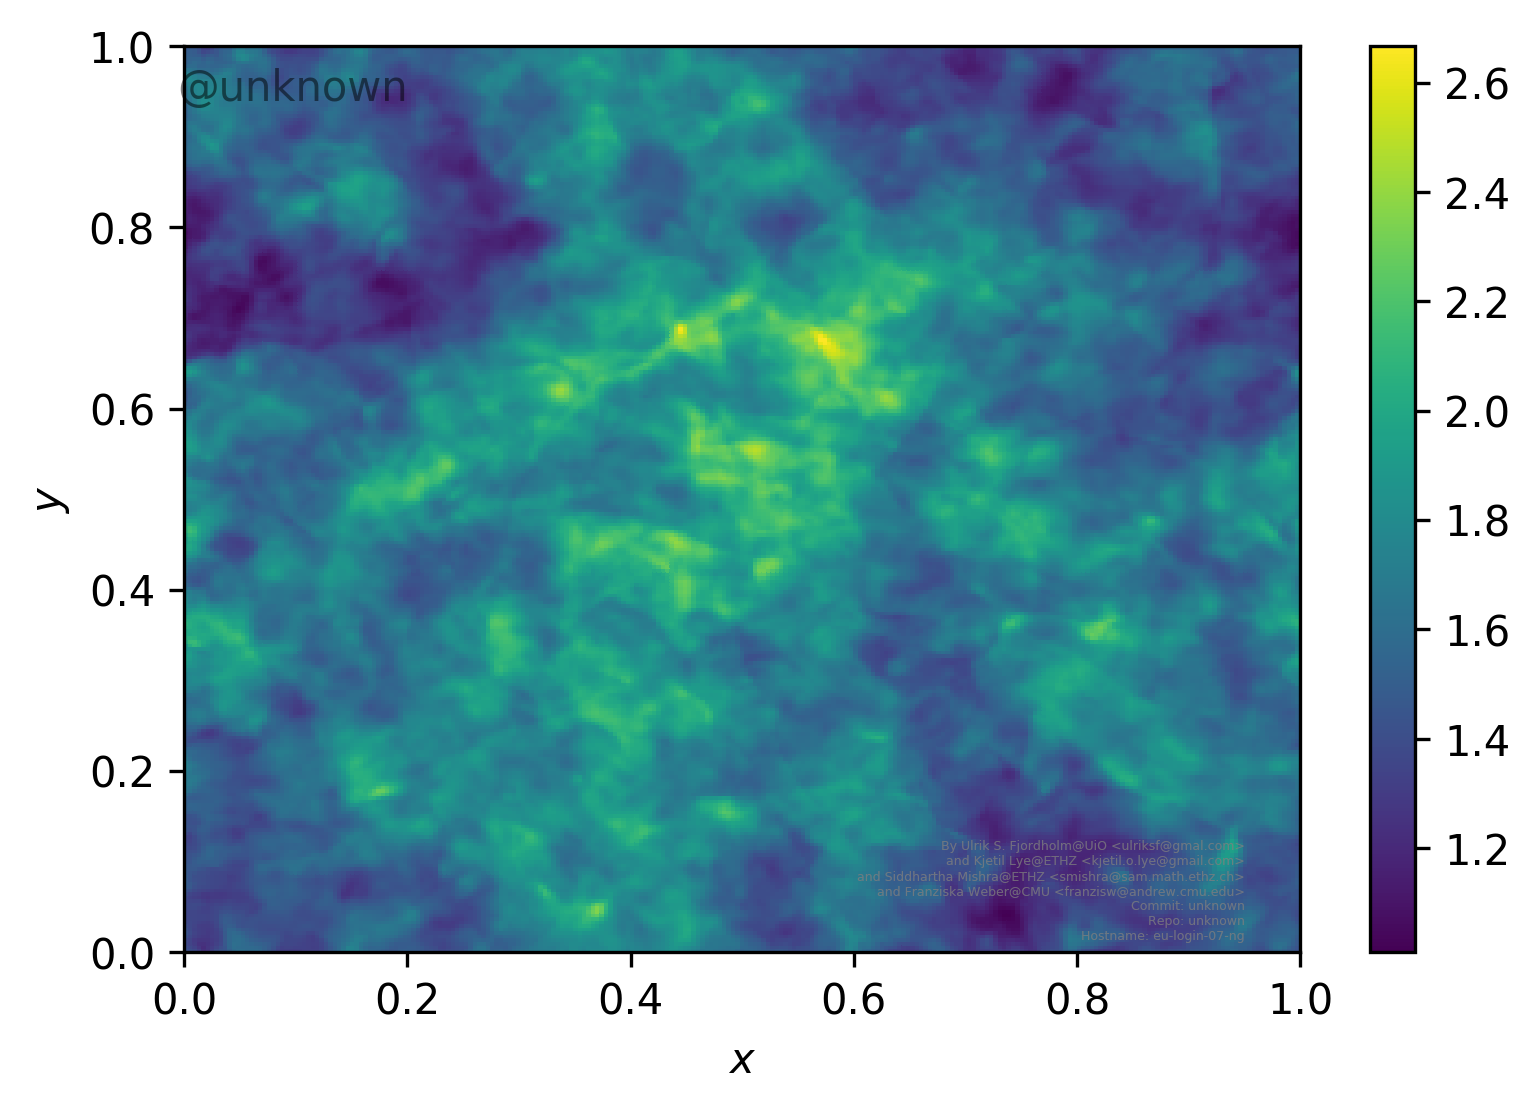 @unknown
1.0
0.8
0.6
0.4
0.2
0.0
y
0.0 0.2 0.4 0.6 0.8 1.0
x
2.6
2.4
2.2
2.0
1.8
1.6
1.4
1.2
By Ulrik S. Fjordholm@UiO <ulriksf@gmal.com>
and Kjetil Lye@ETHZ <kjetil.o.lye@gmail.com>
and Siddhartha Mishra@ETHZ <smishra@sam.math.ethz.ch>
and Franziska Weber@CMU <franzisw@andrew.cmu.edu>
Commit: unknown
Repo: unknown
Hostname: eu-login-07-ng